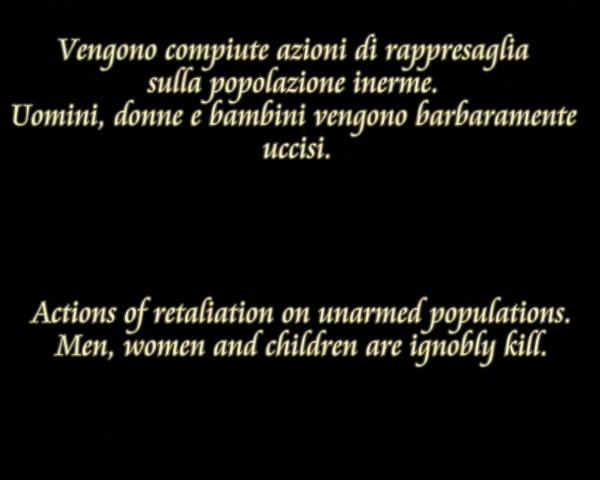 Vengono compiute azioni di rappresaglia
sulla popolazione inerme.
Uomini, donne e bambini vengono barbaramente
uccisi.
Actions of retaliation on unarmed populations.
Men, women and children are ignobly kill.